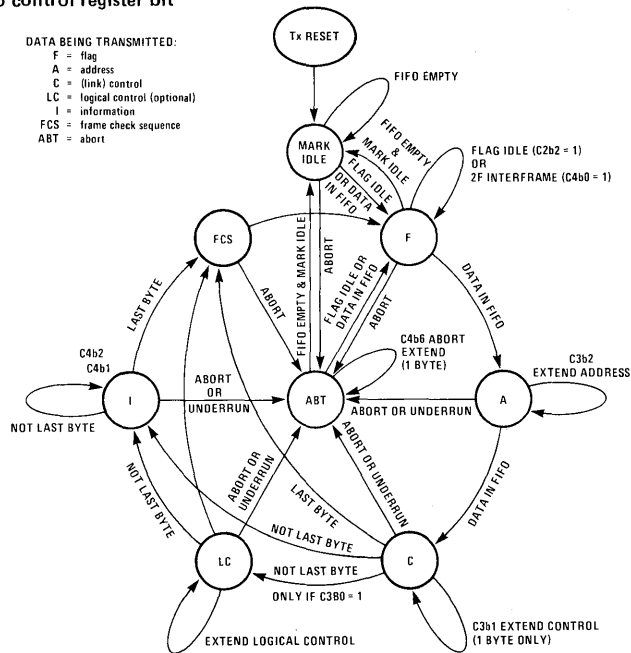 control register bit
DATA BEING TRANSMITTED:
F = flag
A = address
C = (link) control
LC = logical control (optional)
I = information
FCS = frame check sequence
ABT = abort
Tx RESET
FIFO EMPTY
MARK
IDLE
FIFO EMPTY
&
MARK IDLE
FLAG IDLE
OR DATA
IN FIFO
FLAG IDLE (C2b2 = 1)
OR
2F INTERFRAME (C4b0 = 1)
F
FCS
ABORT
FIFO EMPTY & MARK IDLE
ABORT
FLAG IDLE OR
DATA IN FIFO
ABORT
DATA IN FIFO
LAST BYTE
C4b6 ABORT
EXTEND
(1 BYTE)
C4b2
C4b1
I
NOT LAST BYTE
ABORT
OR
UNDERRUN
ABT
ABORT OR UNDERRUN
A
C3b2
EXTEND ADDRESS
NOT LAST BYTE
ABORT OR
UNDERRUN
LAST BYTE
ABORT OR UNDERRUN
DATA IN FIFO
NOT LAST BYTE
LC
NOT LAST BYTE
ONLY IF C3B0 = 1
C
EXTEND LOGICAL CONTROL
C3b1 EXTEND CONTROL
(1 BYTE ONLY)